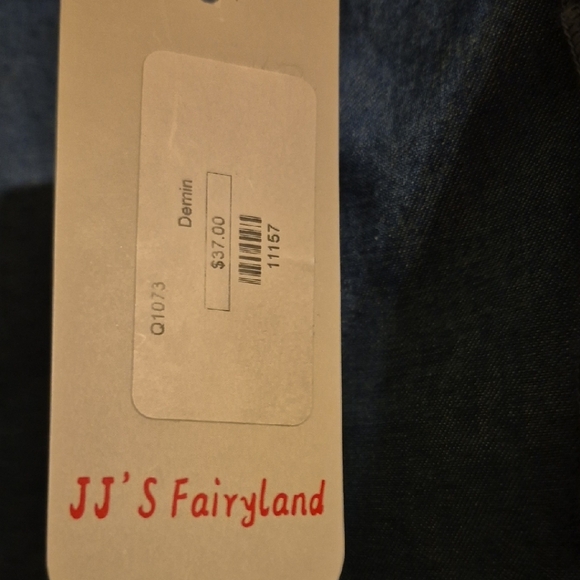 Q1073
Demin
$37.00
11157
JJ'S Fairyland